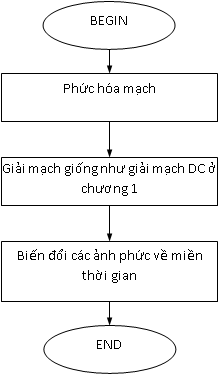 BEGIN
Phức hóa mạch
Giải mạch giống như giải mạch DC ở
chương 1
Biến đổi các ảnh phức về miền
thời gian
END